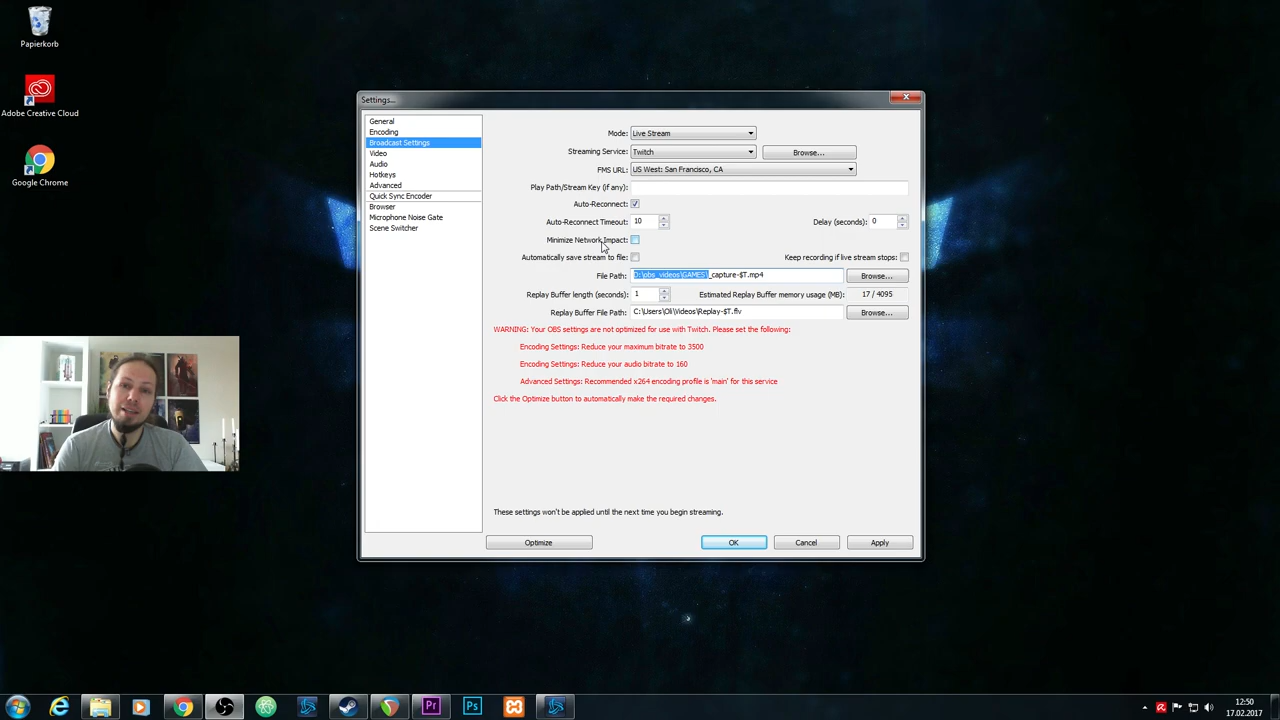 Papierkorb
Adobe Creative Cloud
Google Chrome
Settings...
General
Encoding
Broadcast Settings
Video
Audio
Hotkeys
Advanced
Quick Sync Encoder
Browser
Microphone Noise Gate
Scene Switcher
Mode: Live Stream
Streaming Service: Twitch Browse...
FMS URL: US West: San Francisco, CA
Play Path/Stream Key (if any):
Auto-Reconnect:
Auto-Reconnect Timeout: 10 Delay (seconds): 0
Minimize Network Impact:
Automatically save stream to file: Keep recording if live stream stops:
File Path: D:\obs_videos\GAMES\_capture-$T.mp4 Browse...
Replay Buffer length (seconds): 1 Estimated Replay Buffer memory usage (MB): 17 / 4095
Replay Buffer File Path: C:\Users\Oli\Videos\Replay-$T.flv Browse...
WARNING: Your OBS settings are not optimized for use with Twitch. Please set the following:
Encoding Settings: Reduce your maximum bitrate to 3500
Encoding Settings: Reduce your audio bitrate to 160
Advanced Settings: Recommended x264 encoding profile is 'main' for this service
Click the Optimize button to automatically make the required changes.
These settings won't be applied until the next time you begin streaming.
Optimize OK Cancel Apply
Pr Ps
12:50
17.02.2017